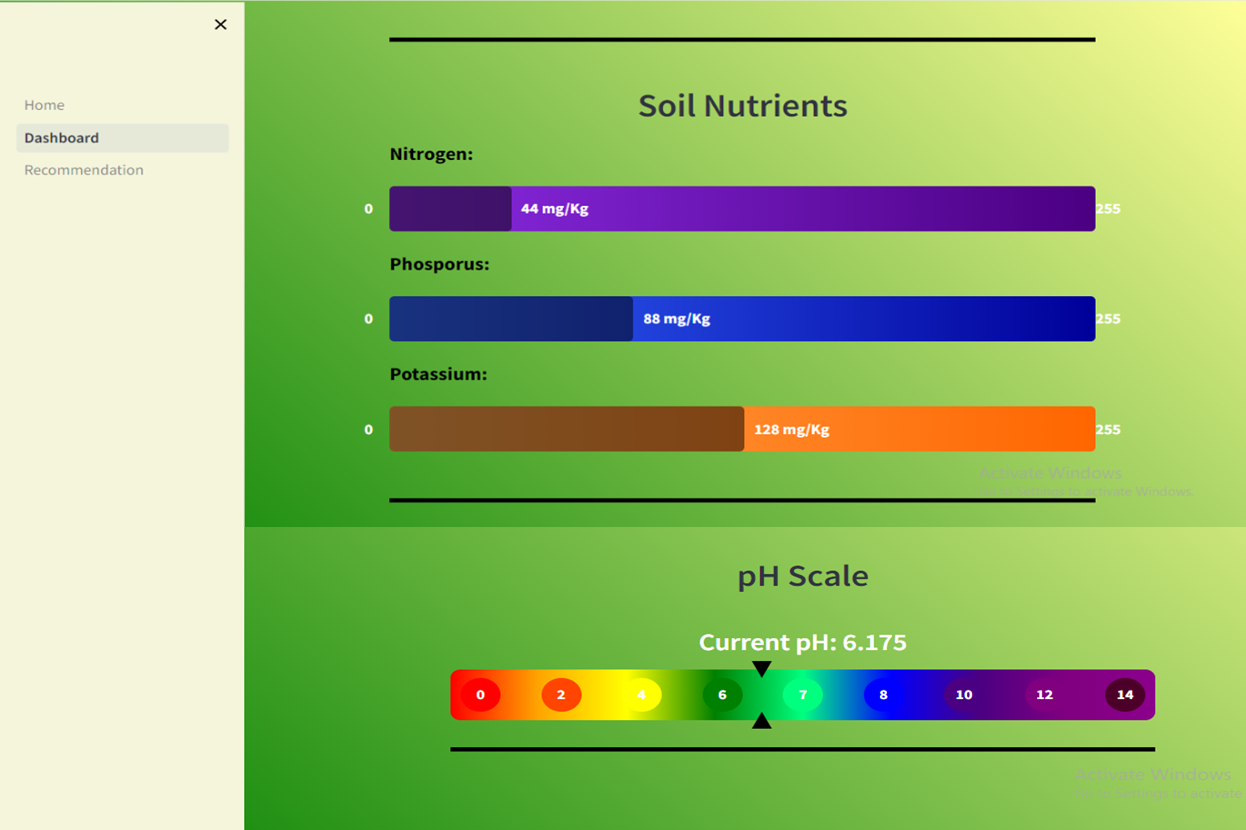 ×
Home
Dashboard
Recommendation
Soil Nutrients
Nitrogen:
0 44 mg/Kg 255
Phosporus:
0 88 mg/Kg 255
Potassium:
0 128 mg/Kg 255
Activate Windows
Go to Settings to activate Windows.
pH Scale
Current pH: 6.175
0 2 4 6 7 8 10 12 14
Activate Windows
Go to Settings to activate